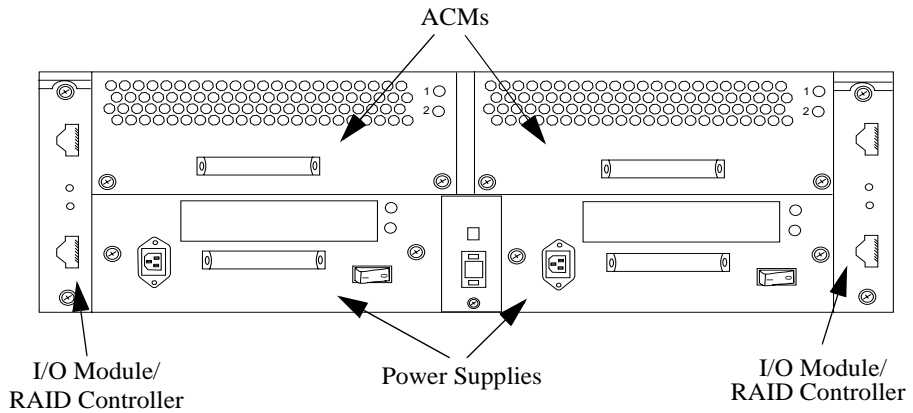 ACMs
1
2
1
2
I/O Module/
RAID Controller
Power Supplies
I/O Module/
RAID Controller